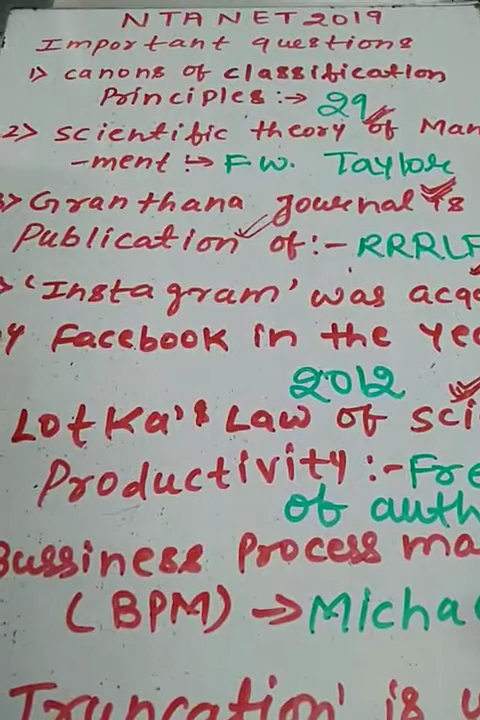 NTA NET 2019
Important questions
1) canons of classification
Principles :→ 29
2) scientific theory of Man
-ment :→ F.W. Taylor
> Granthana Journal is
Publication of :- RRRLF
> 'Instagram' was acq
y Facebook in the Yea
2012
Lotka's Law of sci
Productivity :- Fre
of auth
Bussiness Process ma
(BPM) → Micha
Truncation' is u